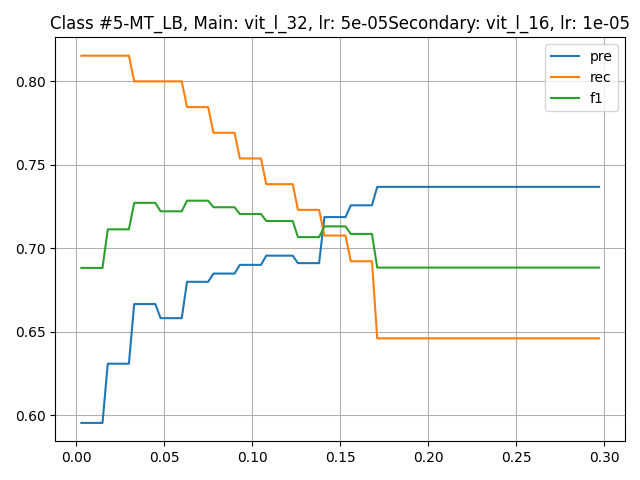 Class #5-MT_LB, Main: vit_l_32, lr: 5e-05Secondary: vit_l_16, lr: 1e-05
pre
rec
f1
0.80
0.75
0.70
0.65
0.60
0.00 0.05 0.10 0.15 0.20 0.25 0.30